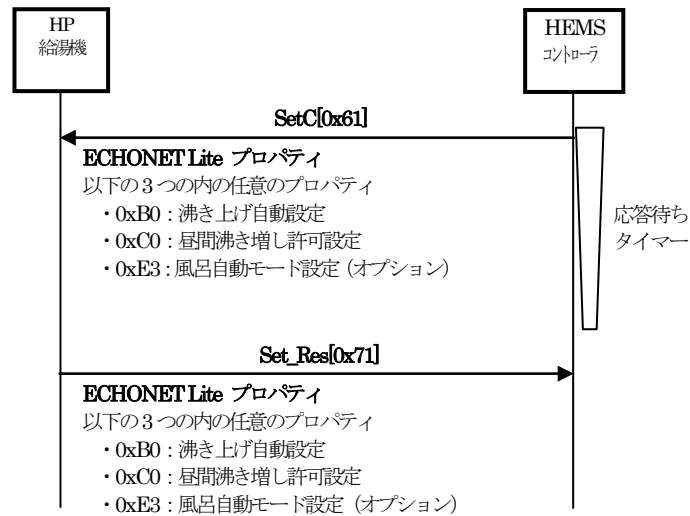 HP
給湯機
HEMS
コントローラ
SetC[0x61]
ECHONET Lite プロパティ
以下の3つの内の任意のプロパティ
・0xB0：沸き上げ自動設定
・0xC0：昼間沸き増し許可設定
・0xE3：風呂自動モード設定（オプション）
応答待ち
タイマー
Set_Res[0x71]
ECHONET Lite プロパティ
以下の3つの内の任意のプロパティ
・0xB0：沸き上げ自動設定
・0xC0：昼間沸き増し許可設定
・0xE3：風呂自動モード設定（オプション）